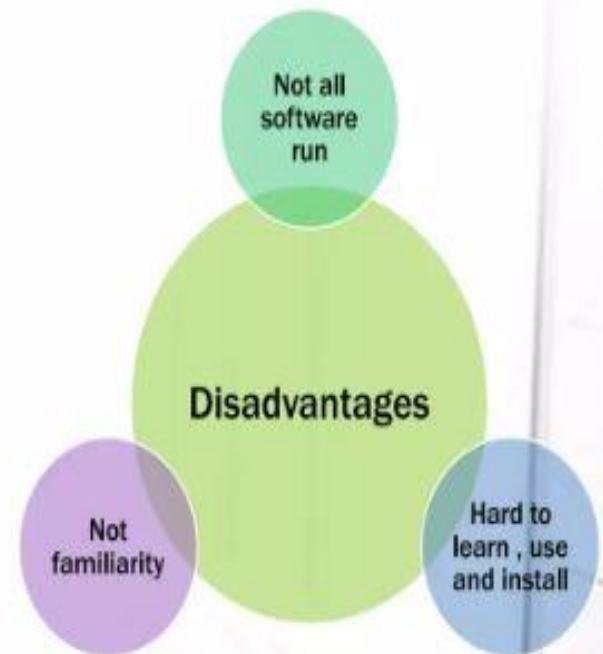 Not all
software
run
Disadvantages
Not
familiarity
Hard to
learn , use
and install